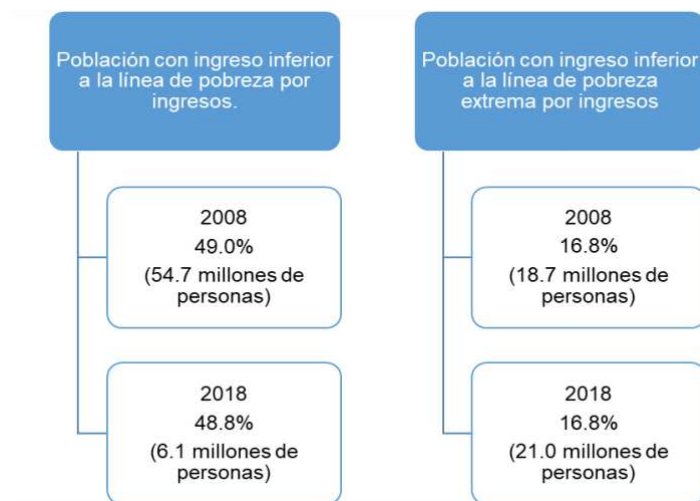 Población con ingreso inferior
a la línea de pobreza por
ingresos.
2008
49.0%
(54.7 millones de
personas)
2018
48.8%
(6.1 millones de
personas)
Población con ingreso inferior
a la línea de pobreza
extrema por ingresos
2008
16.8%
(18.7 millones de
personas)
2018
16.8%
(21.0 millones de
personas)